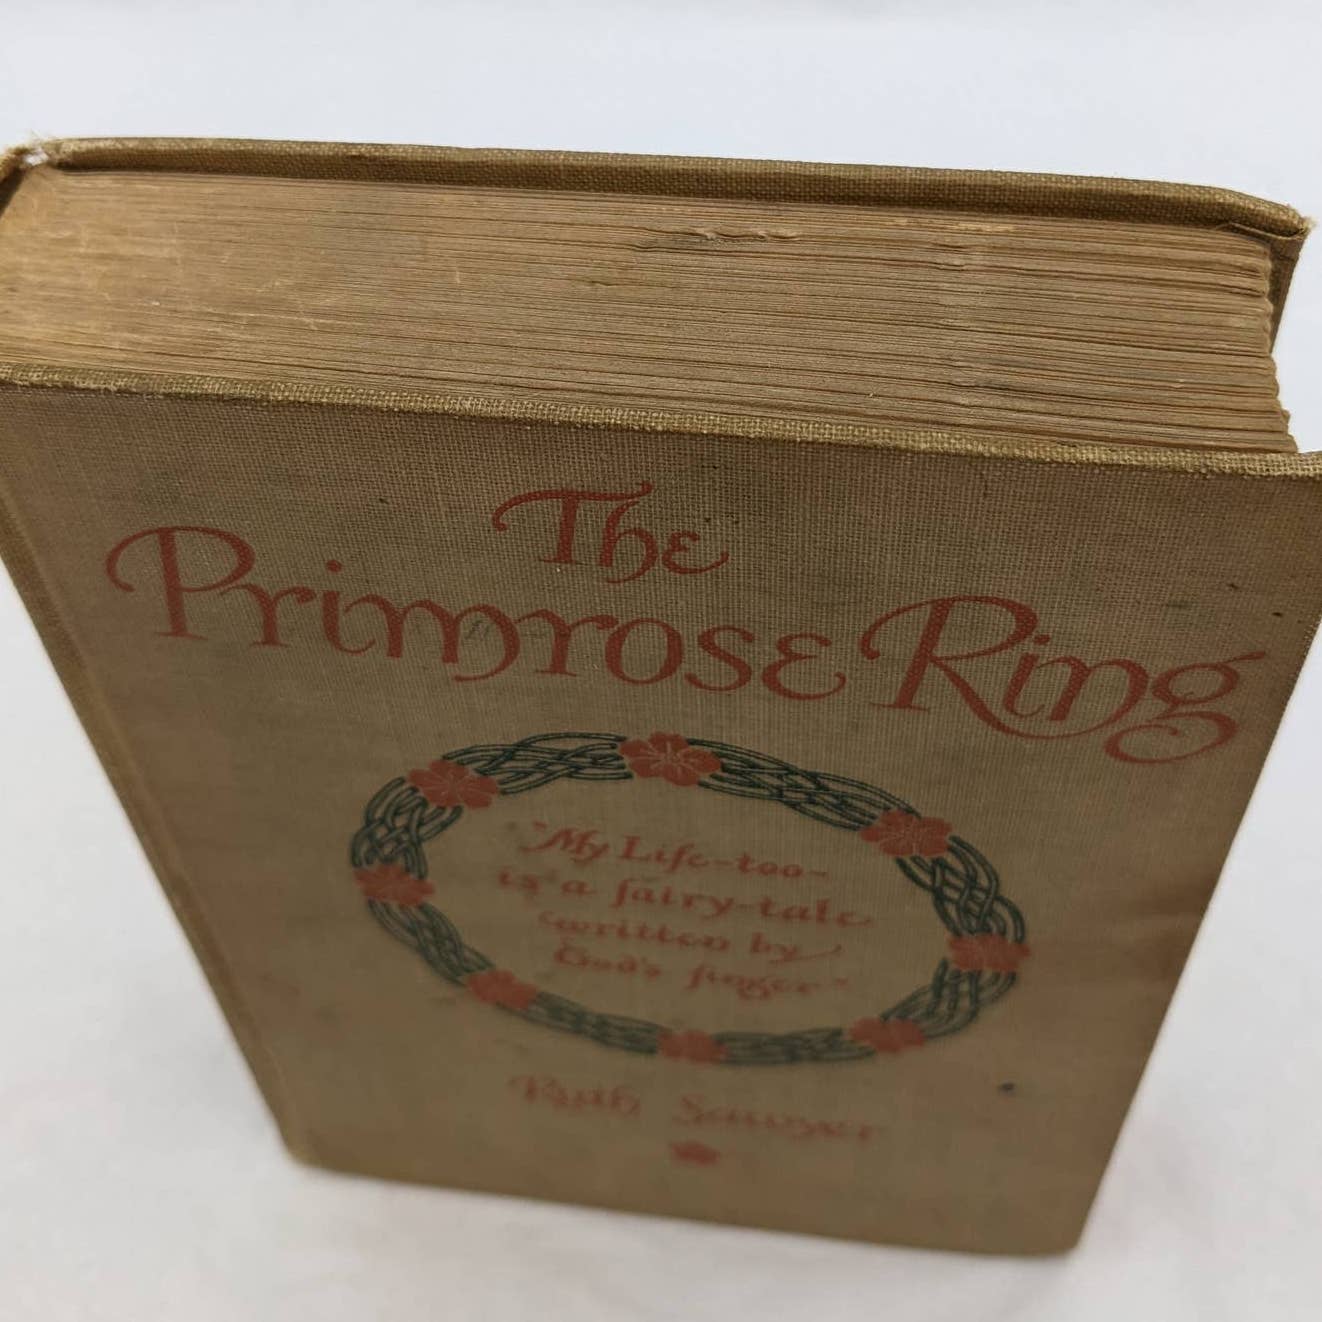 The
Primrose Ring
"My Life-too-
is a fairy-tale
written by
God's finger"
Ruth Sawyer